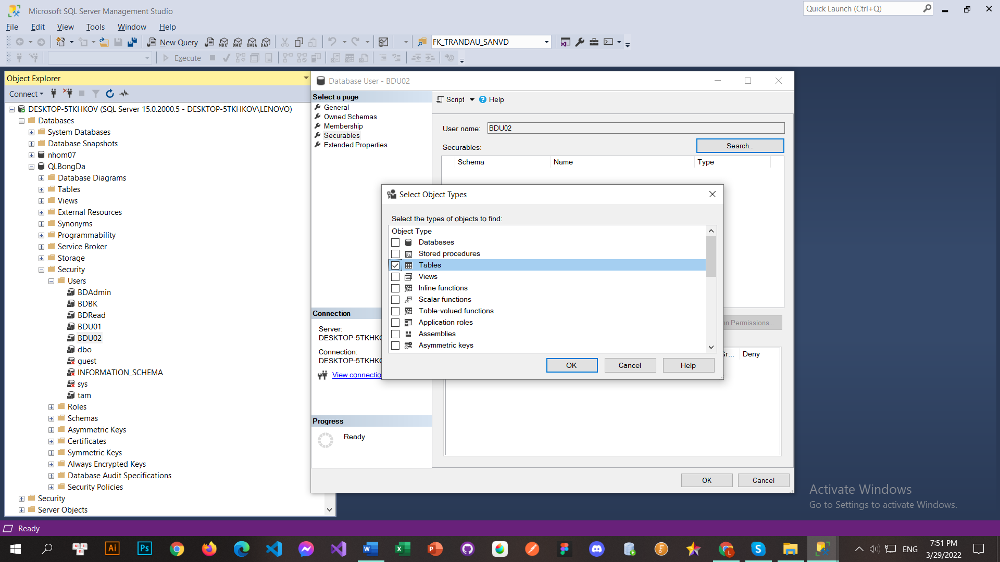 Microsoft SQL Server Management Studio
Quick Launch (Ctrl+Q)
File Edit View Tools Window Help
New Query
MDX DMX XMLA DAX
FK_TRANDAU_SANVD
Execute
Object Explorer
Connect
DESKTOP-5TKHKOV (SQL Server 15.0.2000.5 - DESKTOP-5TKHKOV\LENOVO)
Databases
System Databases
Database Snapshots
nhom07
QLBongDa
Database Diagrams
Tables
Views
External Resources
Synonyms
Programmability
Service Broker
Storage
Security
Users
BDAdmin
BDBK
BDRead
BDU01
BDU02
dbo
guest
INFORMATION_SCHEMA
sys
tam
Roles
Schemas
Asymmetric Keys
Certificates
Symmetric Keys
Always Encrypted Keys
Database Audit Specifications
Security Policies
Security
Server Objects
Database User - BDU02
Select a page
General
Owned Schemas
Membership
Securables
Extended Properties
Script Help
User name: BDU02
Securables: Search...
Schema Name Type
Select Object Types
Select the types of objects to find:
Object Type
Databases
Stored procedures
Tables
Views
Inline functions
Scalar functions
Table-valued functions
Application roles
Assemblies
Asymmetric keys
OK Cancel Help
Connection
Server:
DESKTOP-5TKHKO
Connection:
DESKTOP-5TKHKO
View connectio
Permissions...
Gr... Deny
Progress
Ready
OK Cancel
Activate Windows
Go to Settings to activate Windows.
Ready
ENG
7:51 PM
3/29/2022